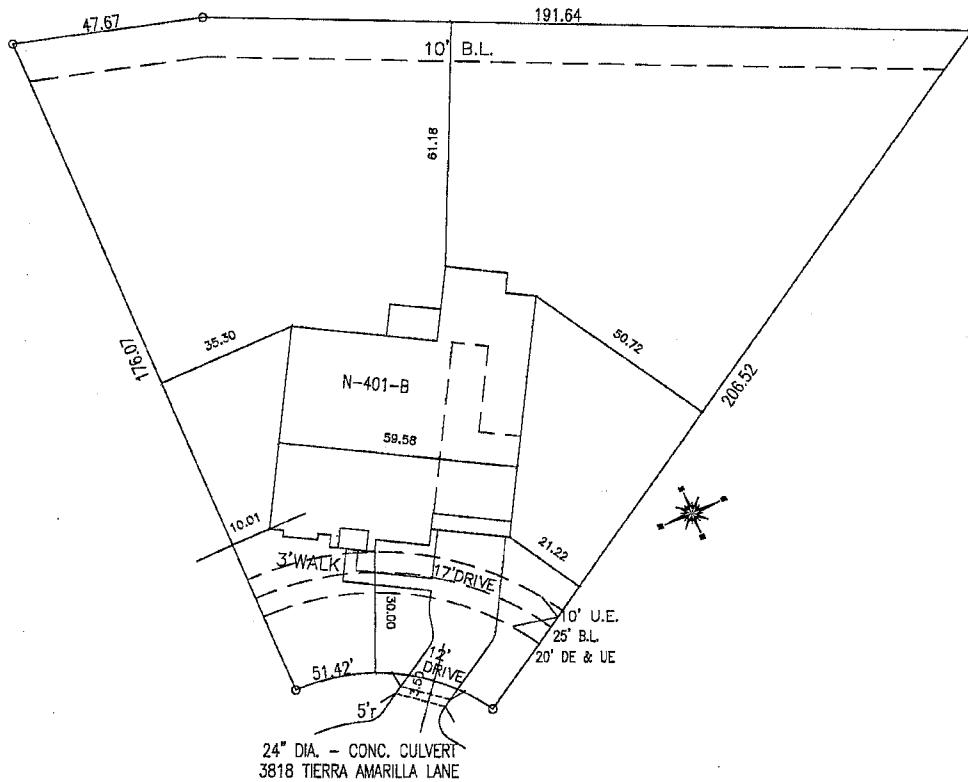 47.67
191.64
10' B.L.
61.18
35.30
50.72
176.07
N-401-B
206.52
59.58
10.01
21.22
3' WALK
17' DRIVE
30.00
10' U.E.
25' B.L.
20' DE & UE
51.42'
12'
DRIVE
3.50
5'r
24" DIA. - CONC. CULVERT
3818 TIERRA AMARILLA LANE